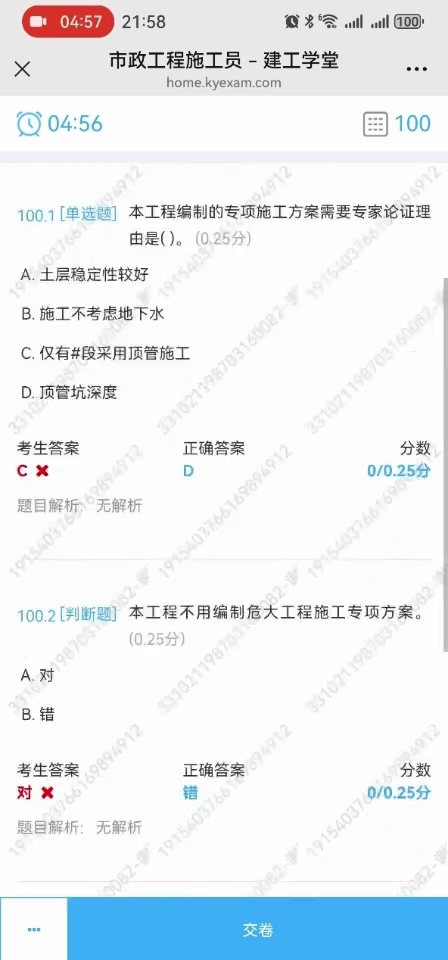 04:57 21:58 100
市政工程施工员 – 建工学堂
home.kyexam.com
04:56 100
100.1 [单选题] 本工程编制的专项施工方案需要专家论证理
由是( )。 (0.25分)
A. 土层稳定性较好
B. 施工不考虑地下水
C. 仅有#段采用顶管施工
D. 顶管坑深度
考生答案 正确答案 分数
C ✖ D 0/0.25分
题目解析: 无解析
100.2 [判断题] 本工程不用编制危大工程施工专项方案。
(0.25分)
A. 对
B. 错
考生答案 正确答案 分数
对 ✖ 错 0/0.25分
题目解析: 无解析
交卷